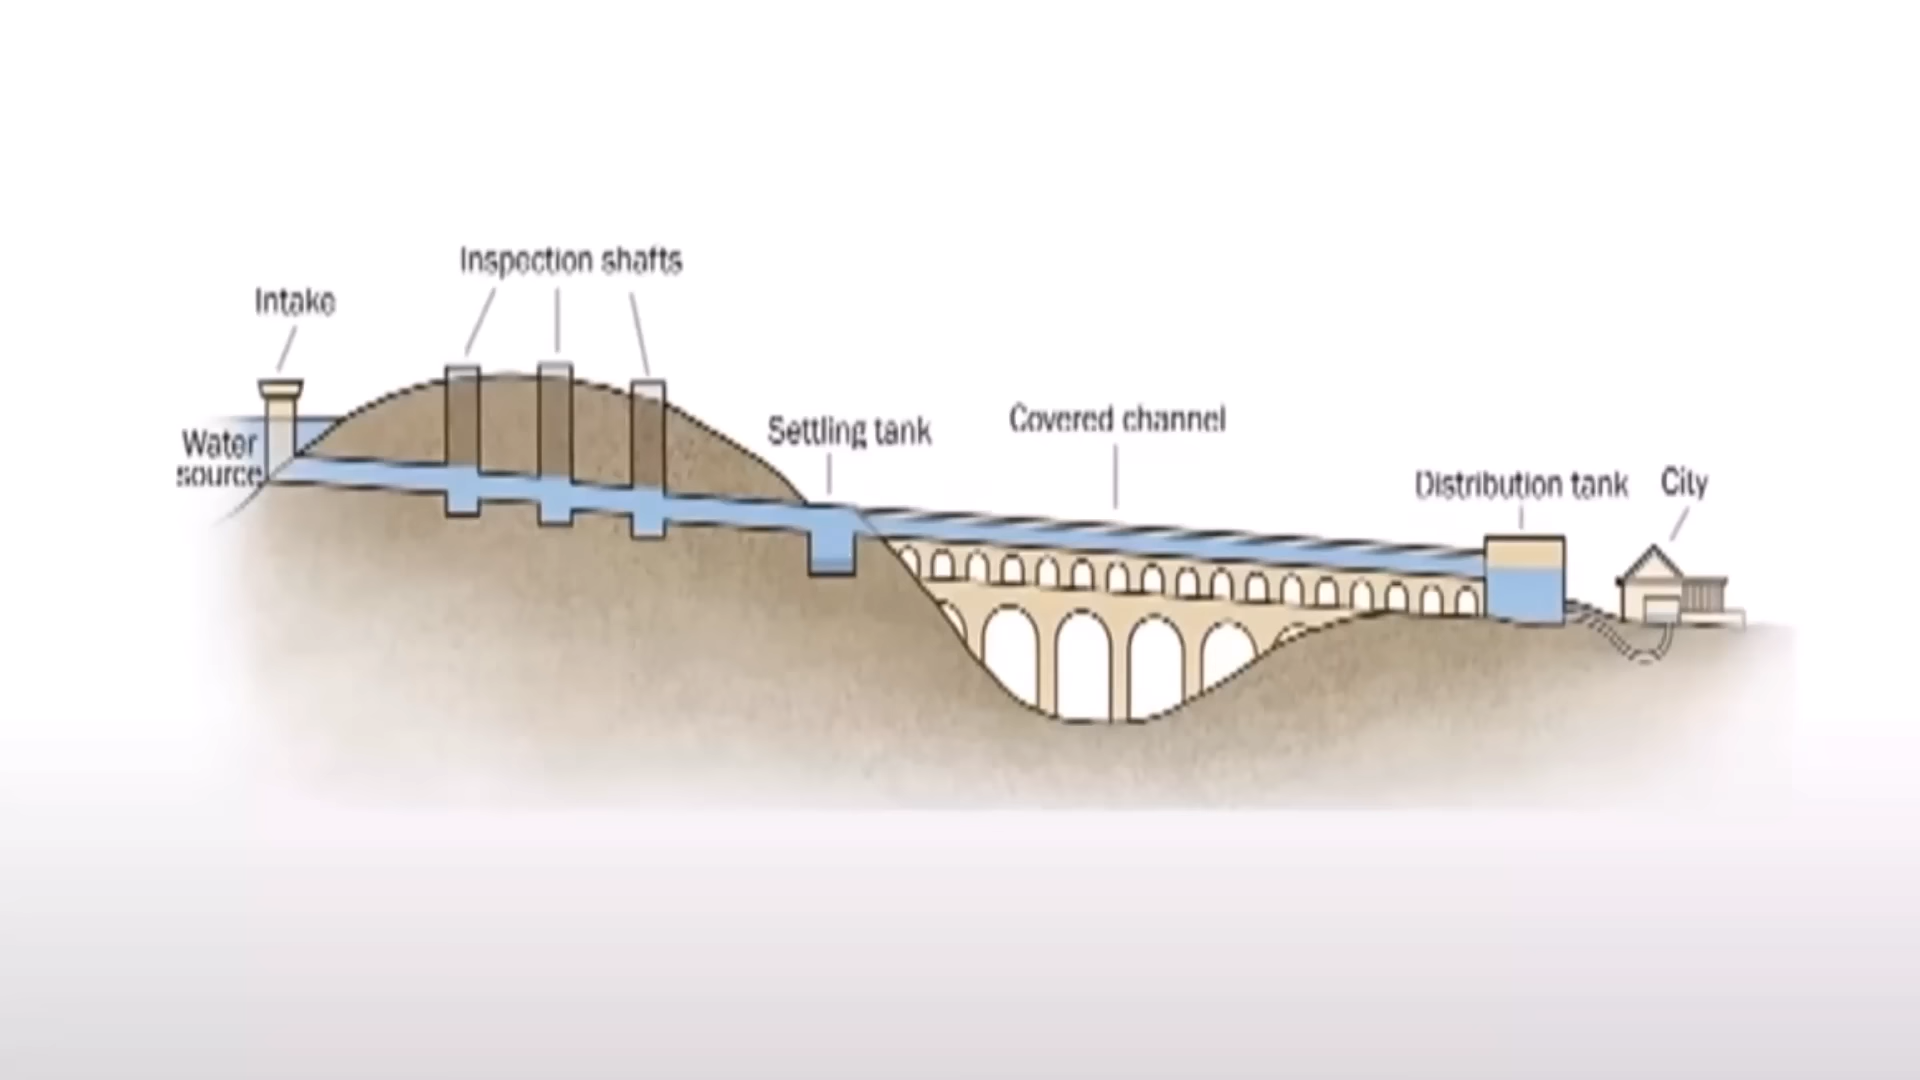 Inspection shafts
Intake
Water
source
Settling tank
Covered channel
Distribution tank
City